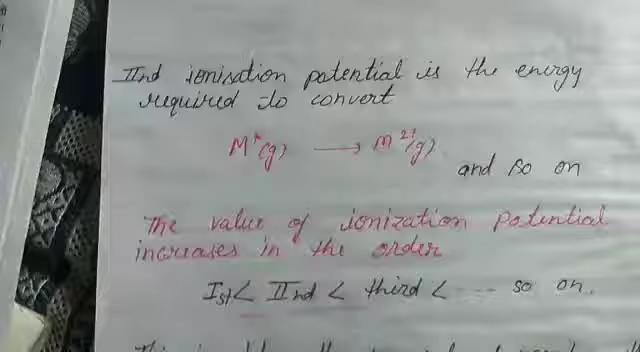 IInd ionisation potential is the energy
required to convert
M⁺(g) ⟶ M²⁺(g)
and so on
The value of ionization potential
increases in the order
Ist < IInd < third < ---- so on.